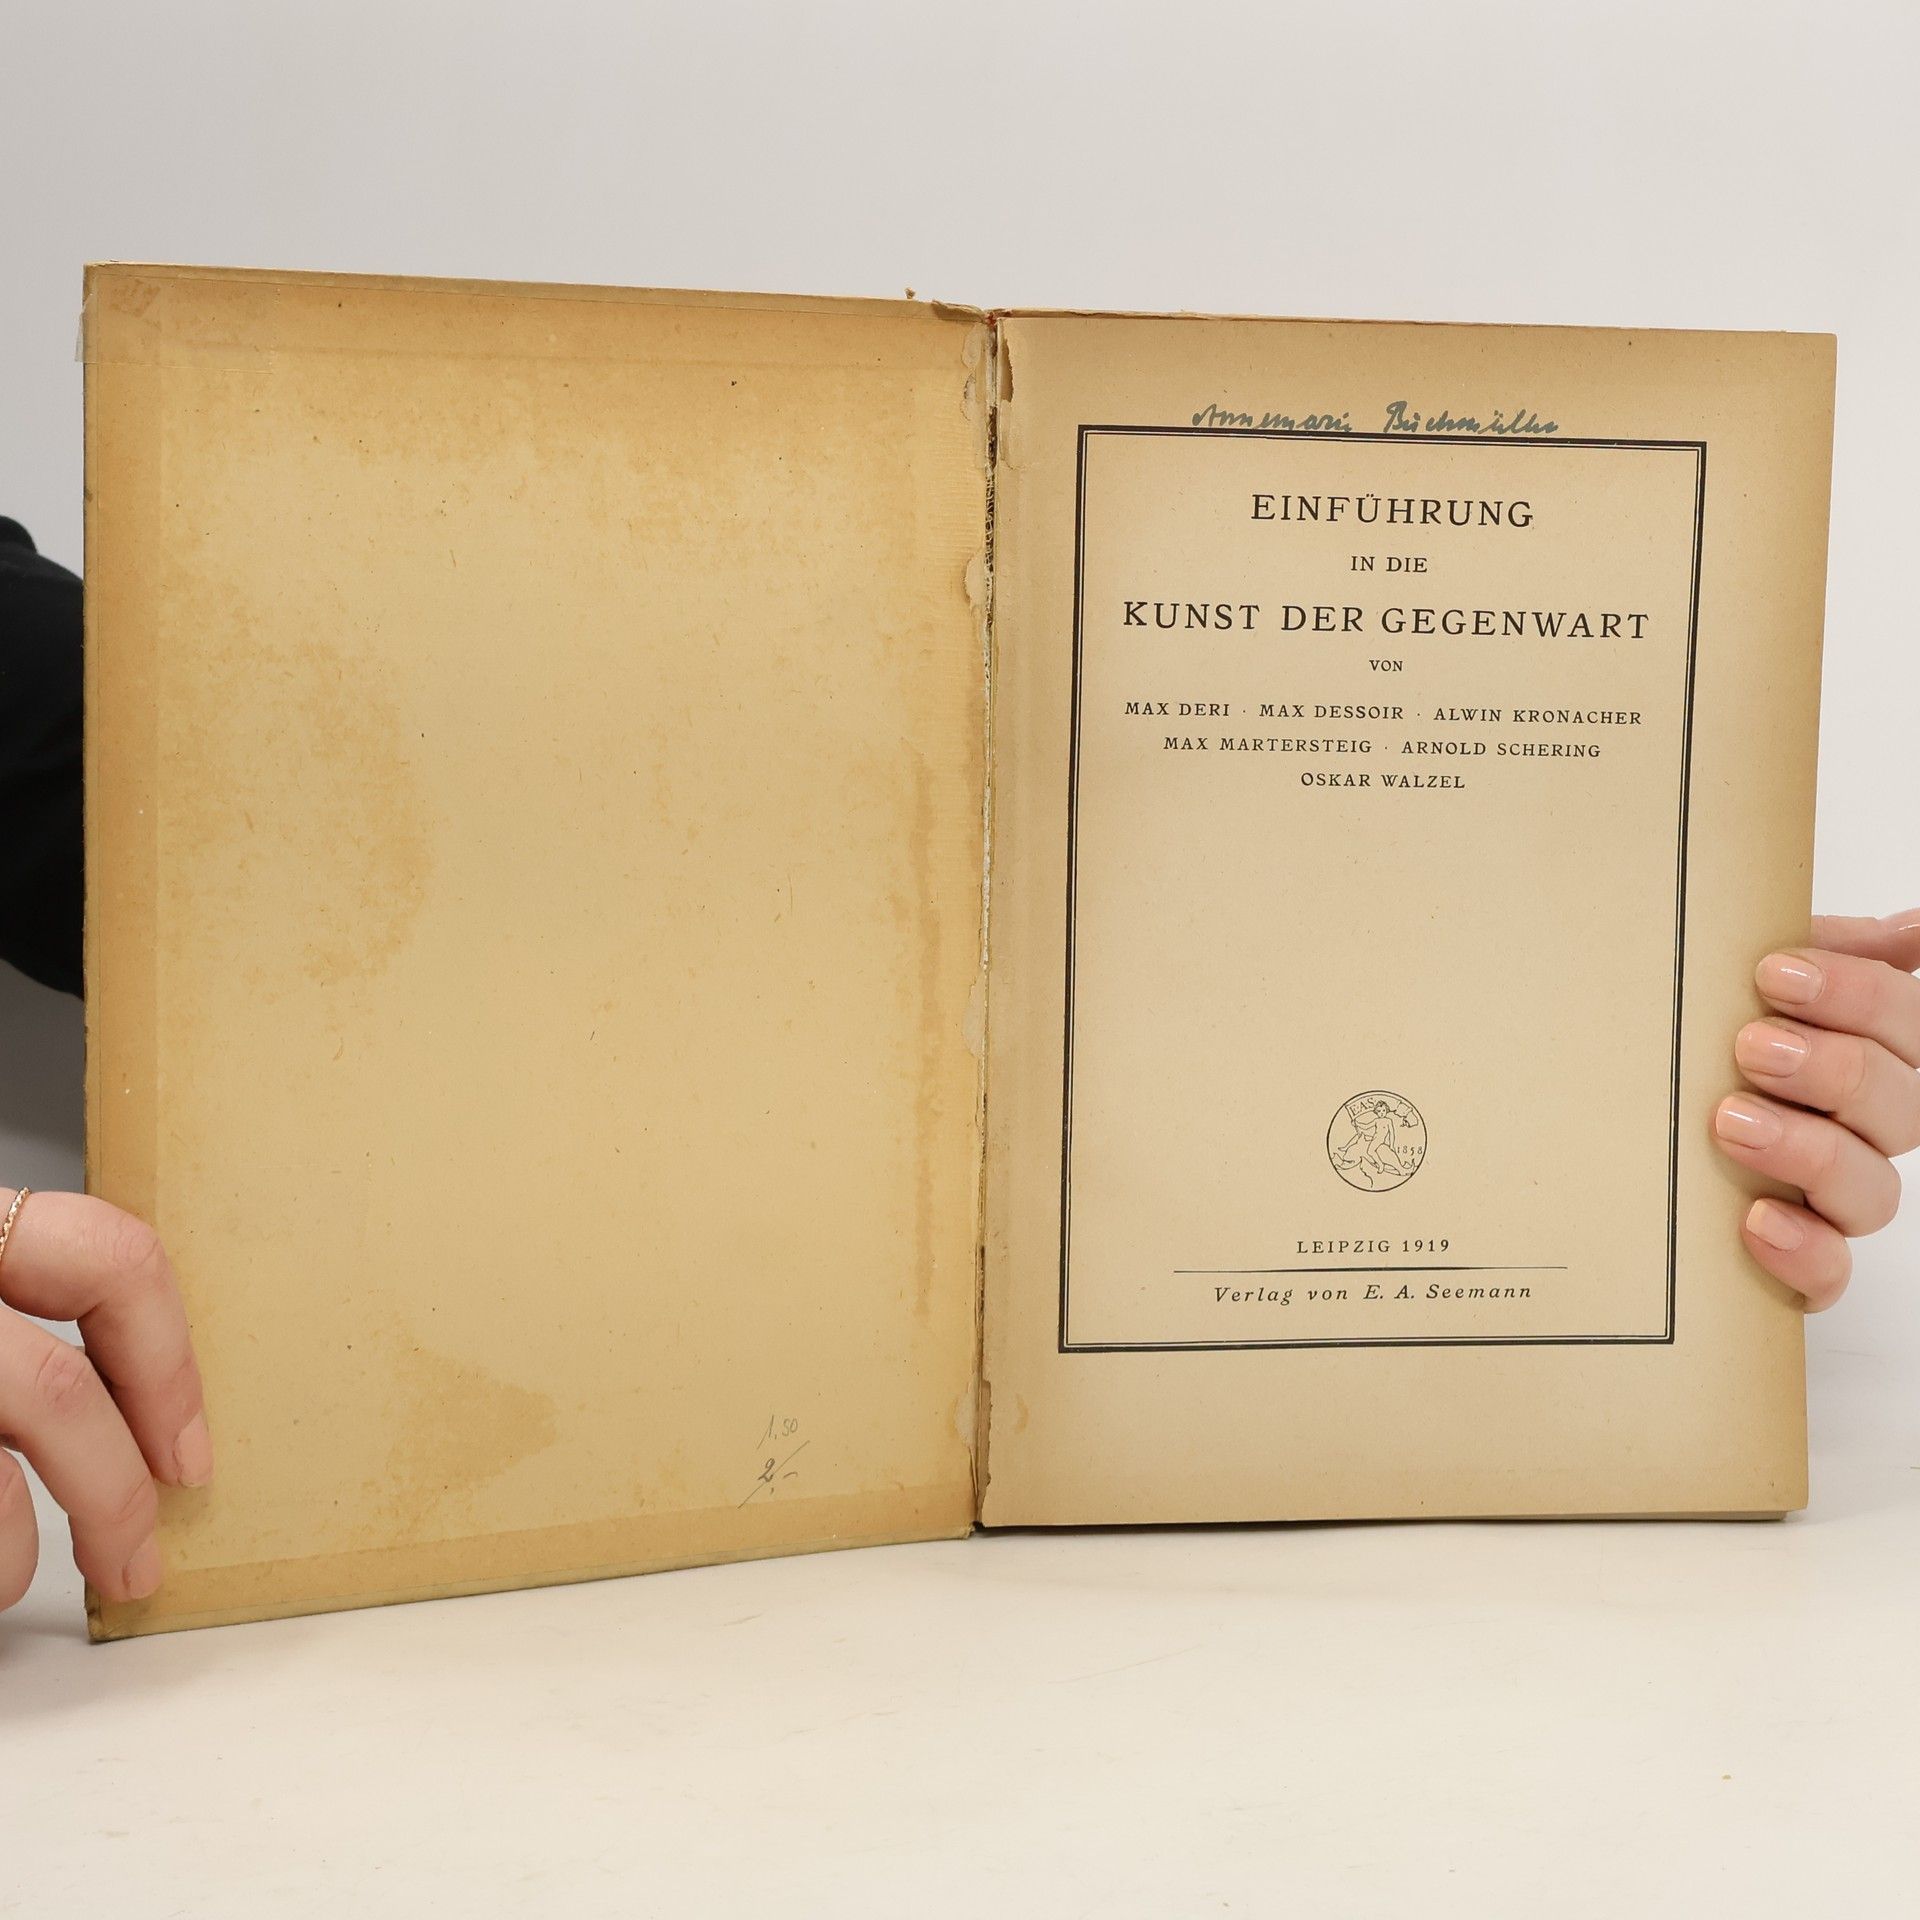 1.50
2,-
Annemarie Buchmüller
EINFÜHRUNG
IN DIE
KUNST DER GEGENWART
VON
MAX DERI · MAX DESSOIR · ALWIN KRONACHER
MAX MARTERSTEIG · ARNOLD SCHERING
OSKAR WALZEL
EAS
1858
LEIPZIG 1919
Verlag von E. A. Seemann